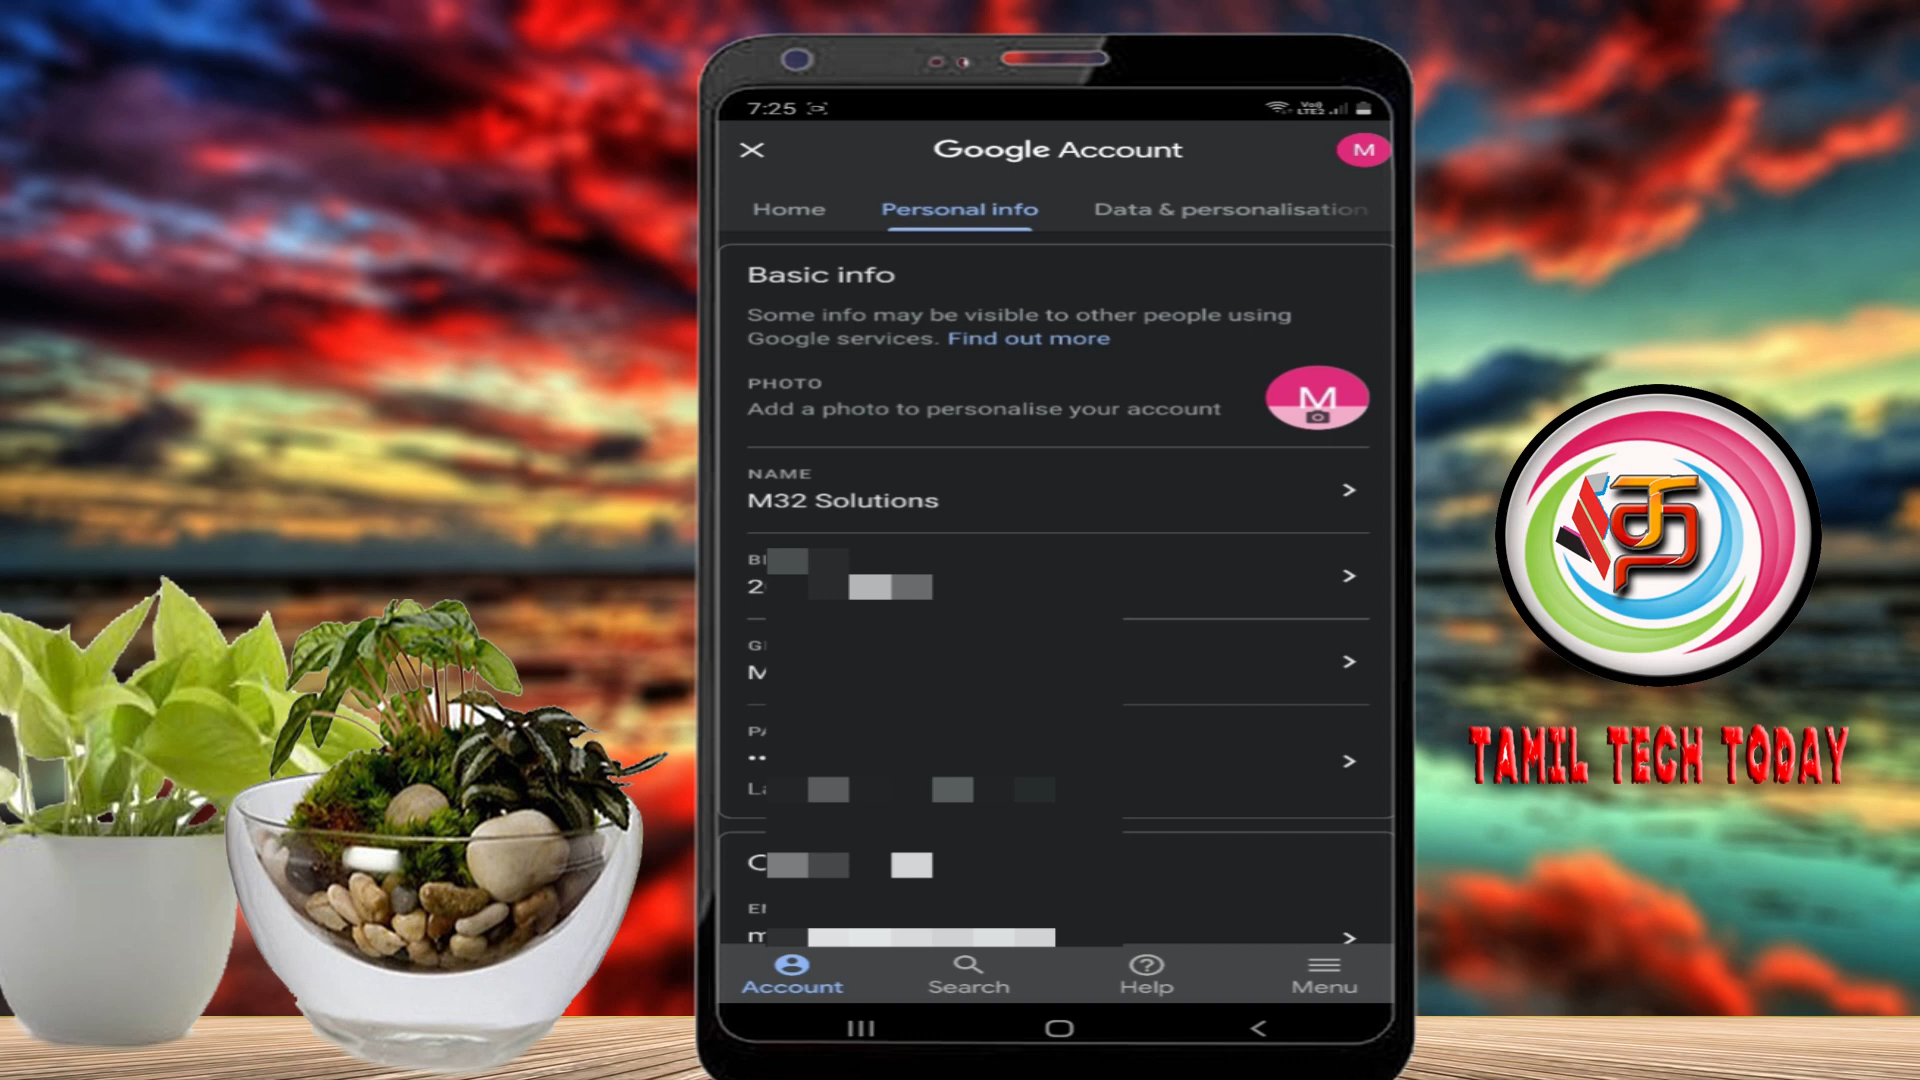 7:25
Vo))
LTE2
Google Account
M
Home Personal info Data & personalisation
Basic info
Some info may be visible to other people using
Google services. Find out more
PHOTO
Add a photo to personalise your account
M
NAME
M32 Solutions
Account Search Help Menu
TAMIL TECH TODAY